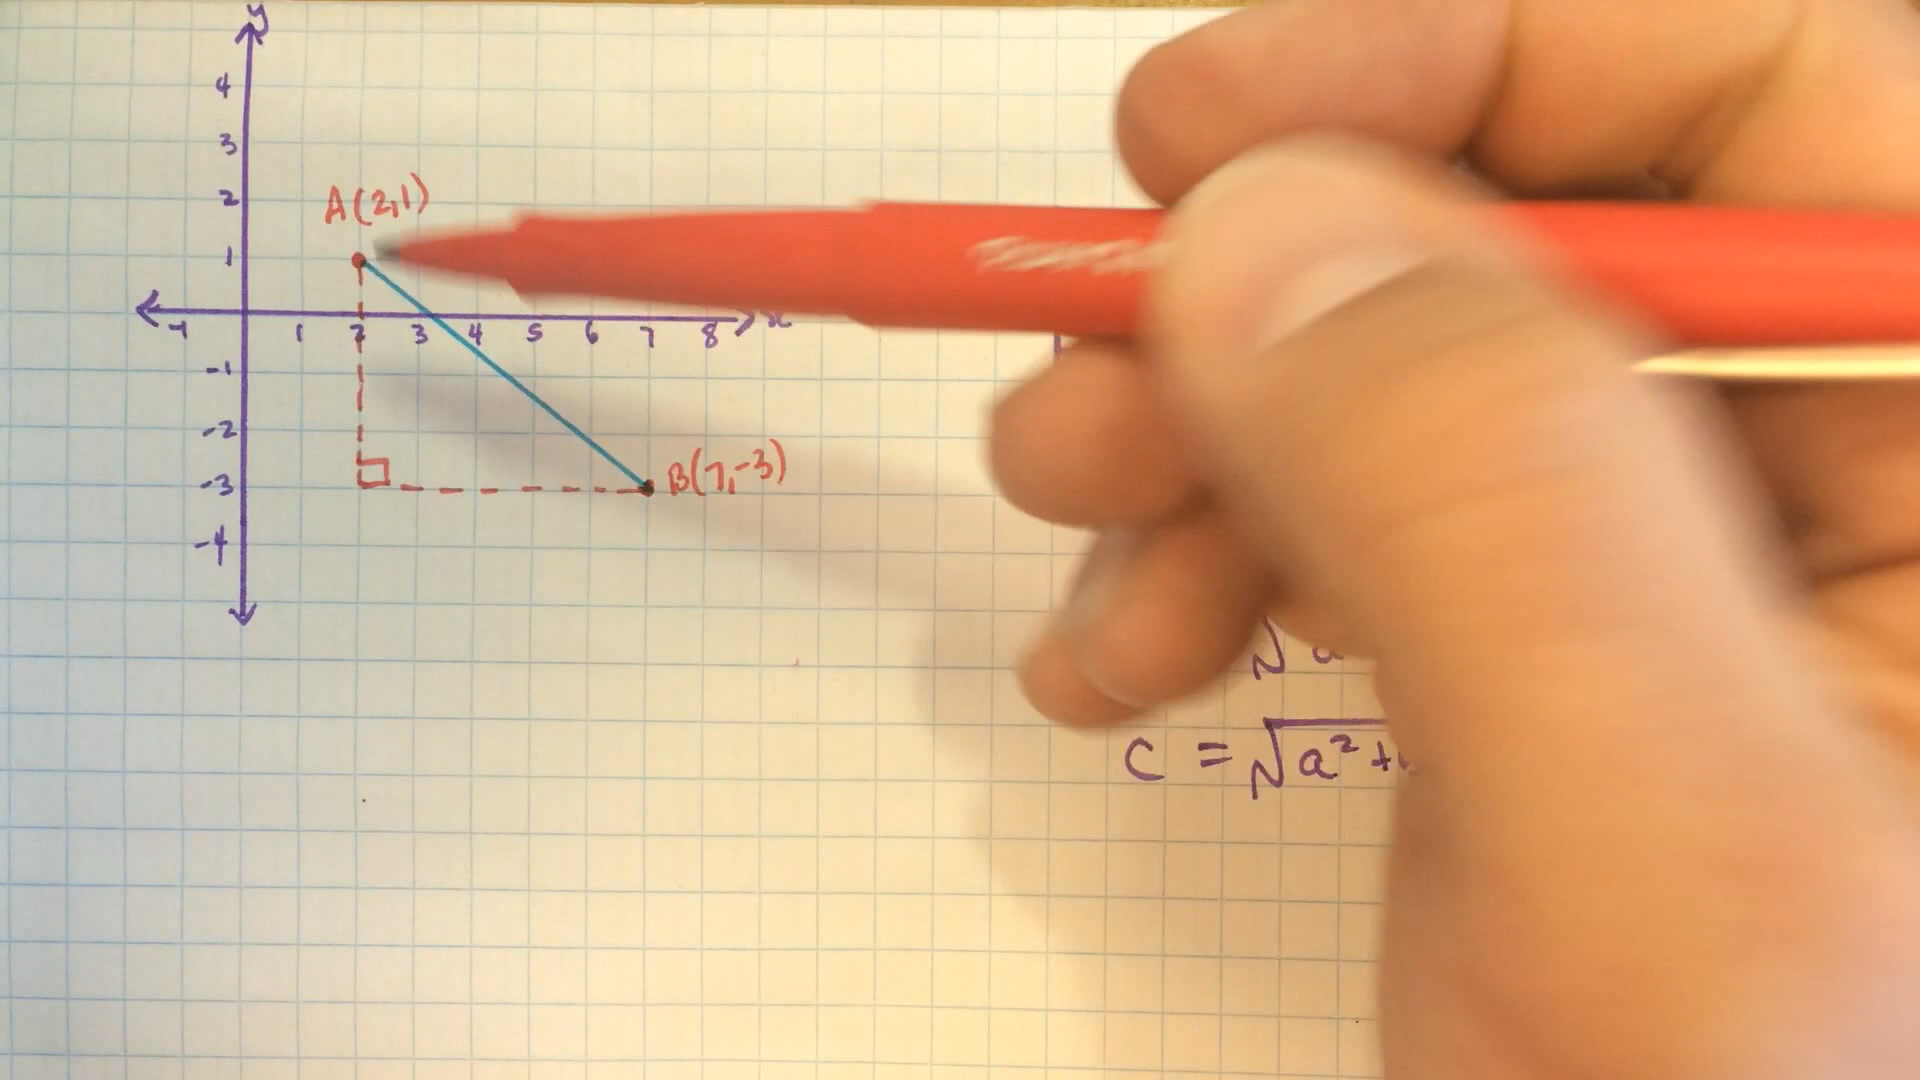 y
4
3
2
A(2,1)
1
-1 1 2 3 4 5 6 7 8 x
-1
-2
B(7,-3)
-3
-4
√a
c = √a²+